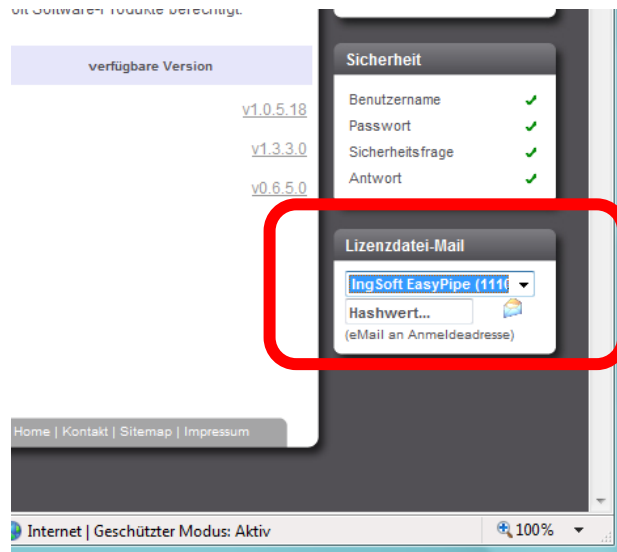 Software-Produkte berechtigt.
verfügbare Version
v1.0.5.18
v1.3.3.0
v0.6.5.0
Home | Kontakt | Sitemap | Impressum
Sicherheit
Benutzername
Passwort
Sicherheitsfrage
Antwort
Lizenzdatei-Mail
IngSoft EasyPipe (1110
Hashwert...
(eMail an Anmeldeadresse)
Internet | Geschützter Modus: Aktiv
100%